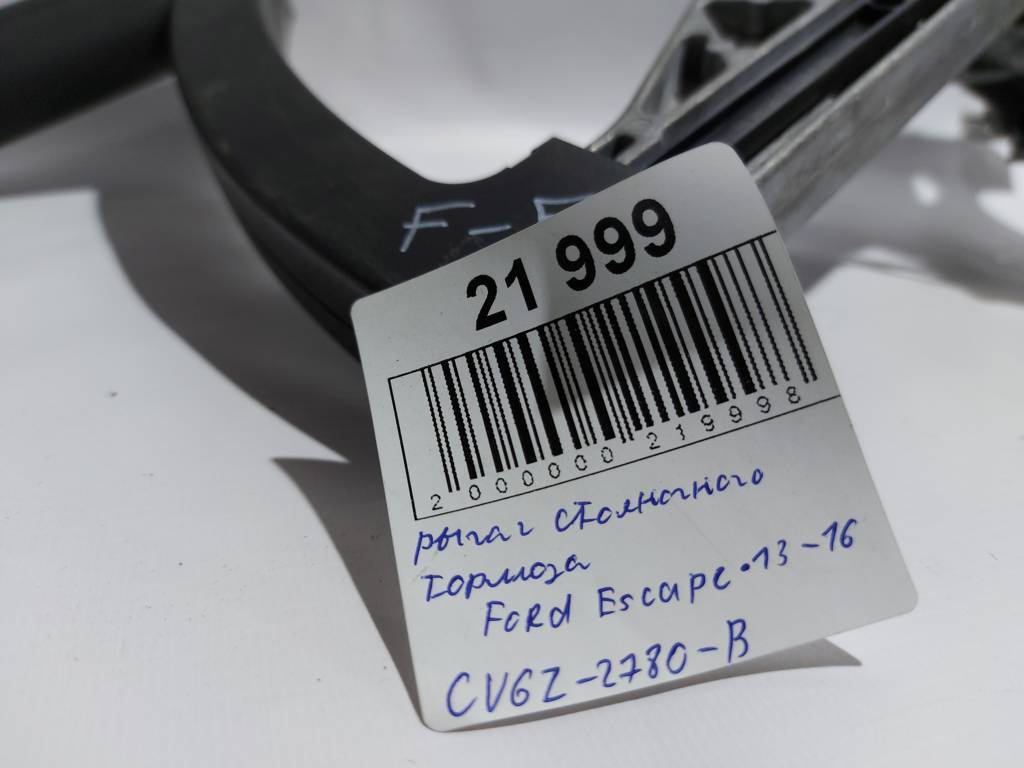 F-E
21 999
2 000000 219998
рычаг стояночного
тормоза
Ford Escape.13-16
CV6Z-2780-B